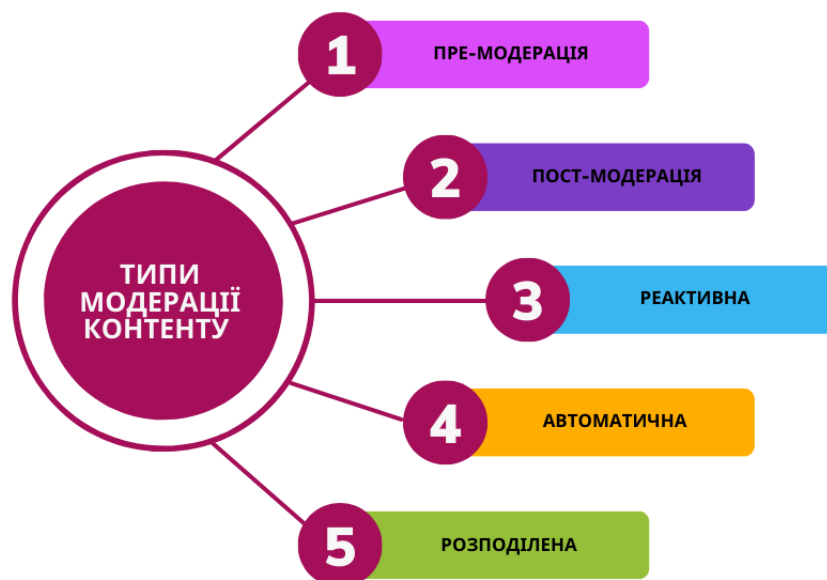 ТИПИ
МОДЕРАЦІЇ
КОНТЕНТУ
1
ПРЕ-МОДЕРАЦІЯ
2
ПОСТ-МОДЕРАЦІЯ
3
РЕАКТИВНА
4
АВТОМАТИЧНА
5
РОЗПОДІЛЕНА